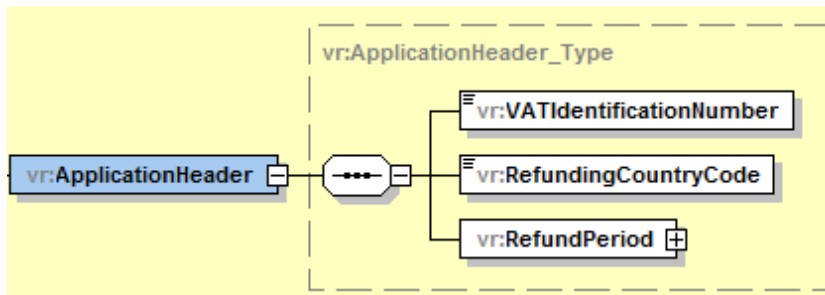 vr:ApplicationHeader_Type
vr:VATIdentificationNumber
vr:ApplicationHeader
vr:RefundingCountryCode
vr:RefundPeriod